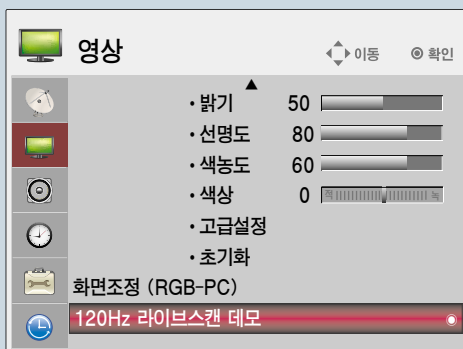 영상
이동 확인
· 밝기 50
· 선명도 80
· 색농도 60
· 색상 0 적 녹
· 고급설정
· 초기화
화면조정 (RGB-PC)
120Hz 라이브스캔 데모